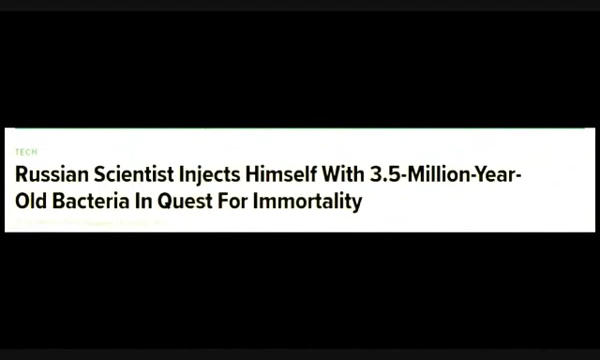 TECH
Russian Scientist Injects Himself With 3.5-Million-Year-
Old Bacteria In Quest For Immortality